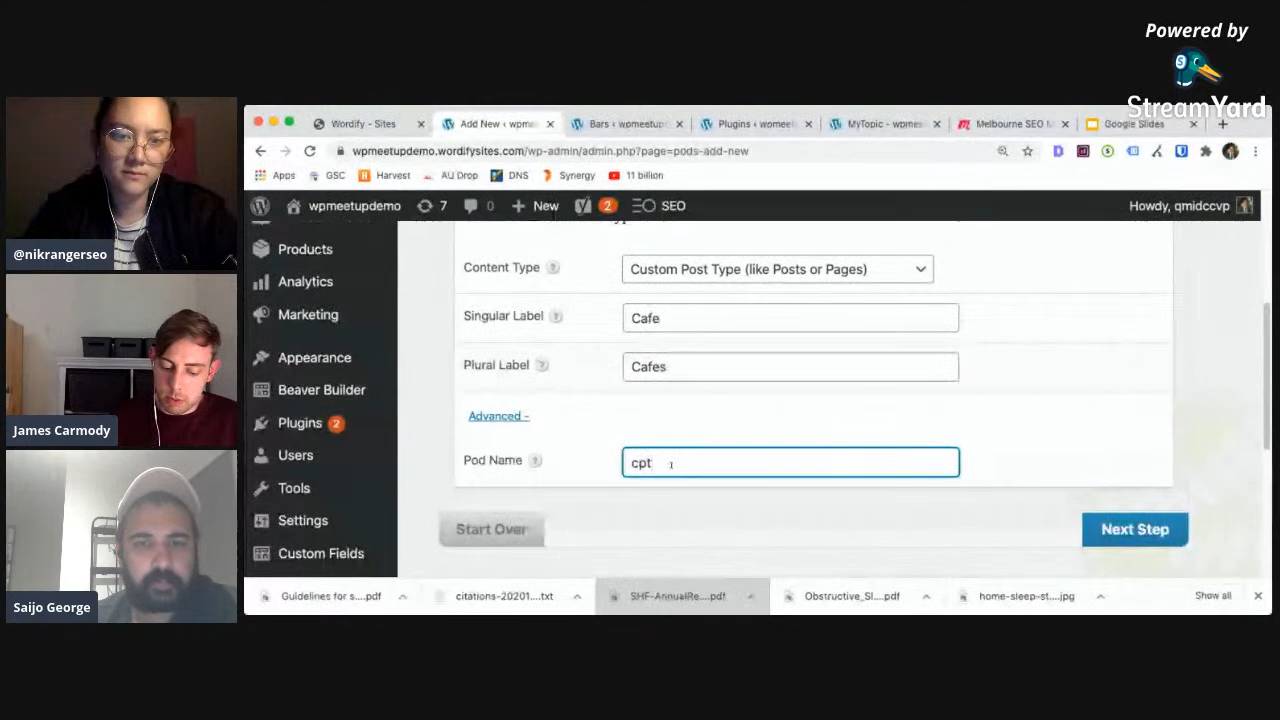 Powered by
StreamYard
@nikrangerseo
James Carmody
Saijo George
Wordify - Sites
Add New ‹ wpme
Bars ‹ wpmeetup
Plugins ‹ wpmeet
MyTopic – wpmes
Melbourne SEO M
Google Slides
wpmeetupdemo.wordifysites.com/wp-admin/admin.php?page=pods-add-new
Apps
GSC
Harvest
AU Drop
DNS
Synergy
11 billion
wpmeetupdemo
7
0
New
2
SEO
Howdy, qmidccvp
Products
Analytics
Marketing
Appearance
Beaver Builder
Plugins 2
Users
Tools
Settings
Custom Fields
Content Type ?
Custom Post Type (like Posts or Pages)
Singular Label ?
Cafe
Plural Label ?
Cafes
Advanced -
Pod Name ?
cpt
Start Over
Next Step
Guidelines for s....pdf
citations-20201....txt
SHF-AnnualRe....pdf
Obstructive_Sl....pdf
home-sleep-st....jpg
Show all